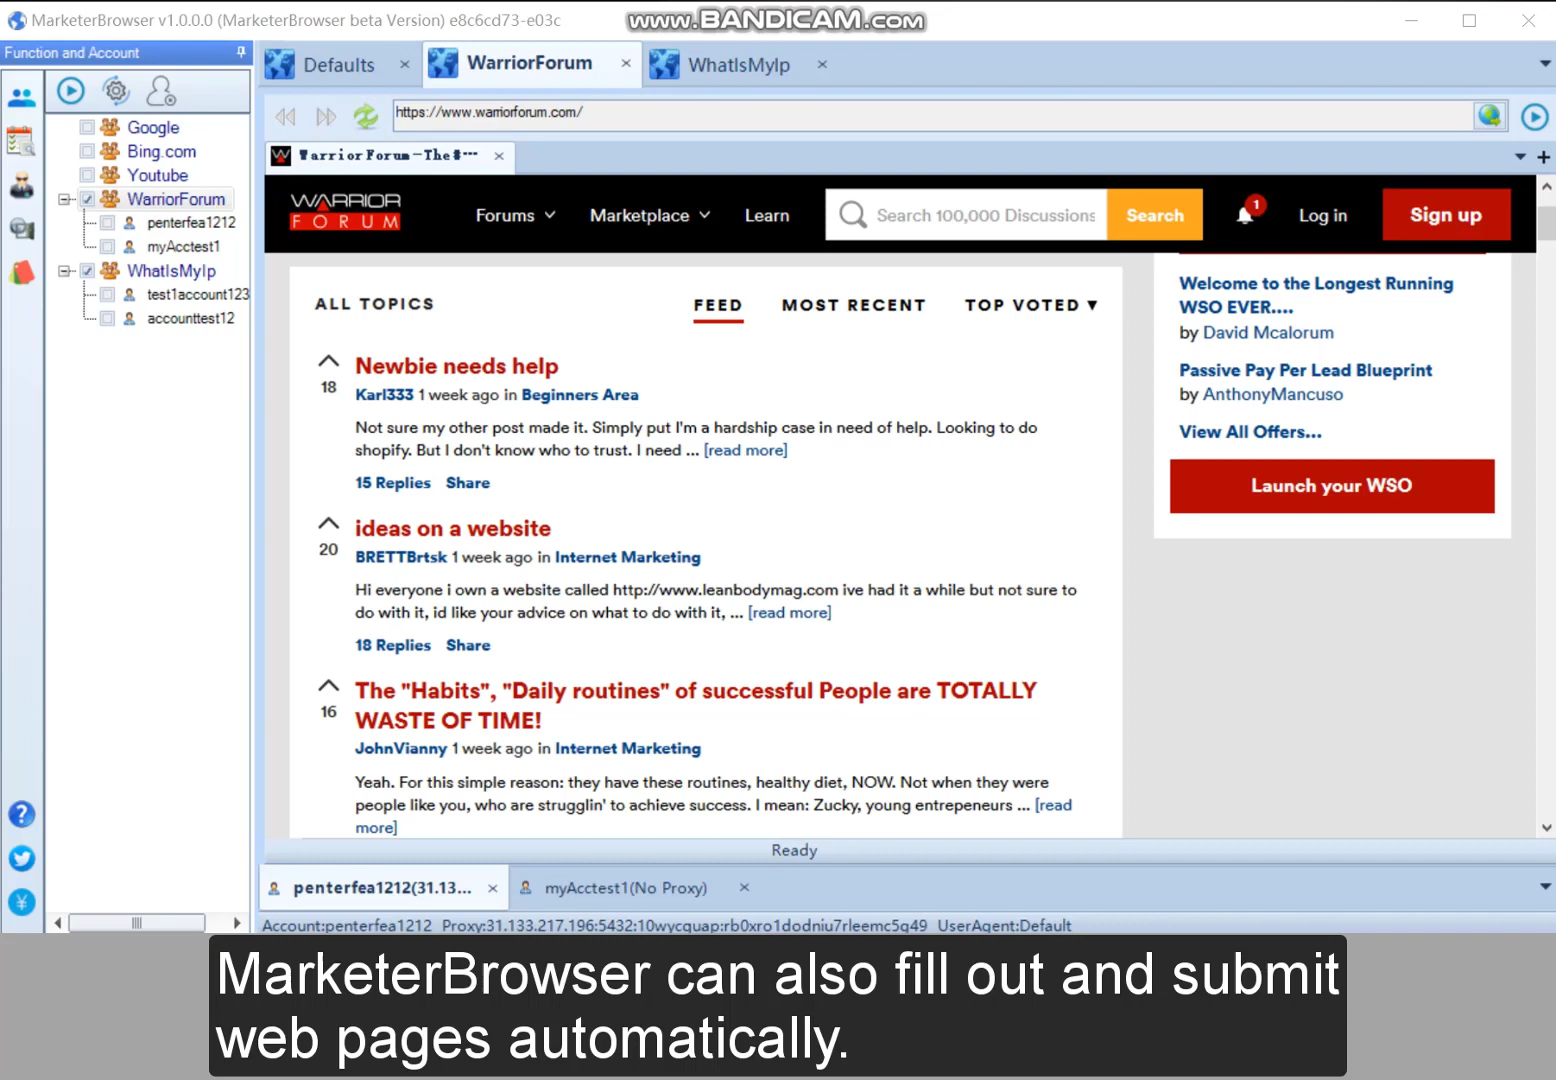 MarketerBrowser v1.0.0.0 (MarketerBrowser beta Version) e8c6cd73-e03c
www.BANDICAM.com
Function and Account
Defaults
WarriorForum
WhatIsMyIp
https://www.warriorforum.com/
Google
Bing.com
Youtube
WarriorForum
penterfea1212
myAcctest1
WhatIsMyIp
test1account123
accounttest12
Warrior Forum - The #...
WARRIOR
FORUM
Forums
Marketplace
Learn
Search 100,000 Discussions
Search
1
Log in
Sign up
ALL TOPICS
FEED
MOST RECENT
TOP VOTED ▼
Newbie needs help
18
Karl333 1 week ago in Beginners Area
Not sure my other post made it. Simply put I'm a hardship case in need of help. Looking to do
shopify. But I don't know who to trust. I need ... [read more]
15 Replies Share
ideas on a website
20
BRETTBrtsk 1 week ago in Internet Marketing
Hi everyone i own a website called http://www.leanbodymag.com ive had it a while but not sure to
do with it, id like your advice on what to do with it, ... [read more]
18 Replies Share
The "Habits", "Daily routines" of successful People are TOTALLY
WASTE OF TIME!
16
JohnVianny 1 week ago in Internet Marketing
Yeah. For this simple reason: they have these routines, healthy diet, NOW. Not when they were
people like you, who are strugglin' to achieve success. I mean: Zucky, young entrepeneurs ... [read
more]
Welcome to the Longest Running
WSO EVER....
by David Mcalorum
Passive Pay Per Lead Blueprint
by AnthonyMancuso
View All Offers...
Launch your WSO
Ready
penterfea1212(31.13...
myAcctest1(No Proxy)
Account:penterfea1212 Proxy:31.133.217.196:5432:10wycquap:rb0xro1dodniu7rleemc5q49 UserAgent:Default
MarketerBrowser can also fill out and submit
web pages automatically.